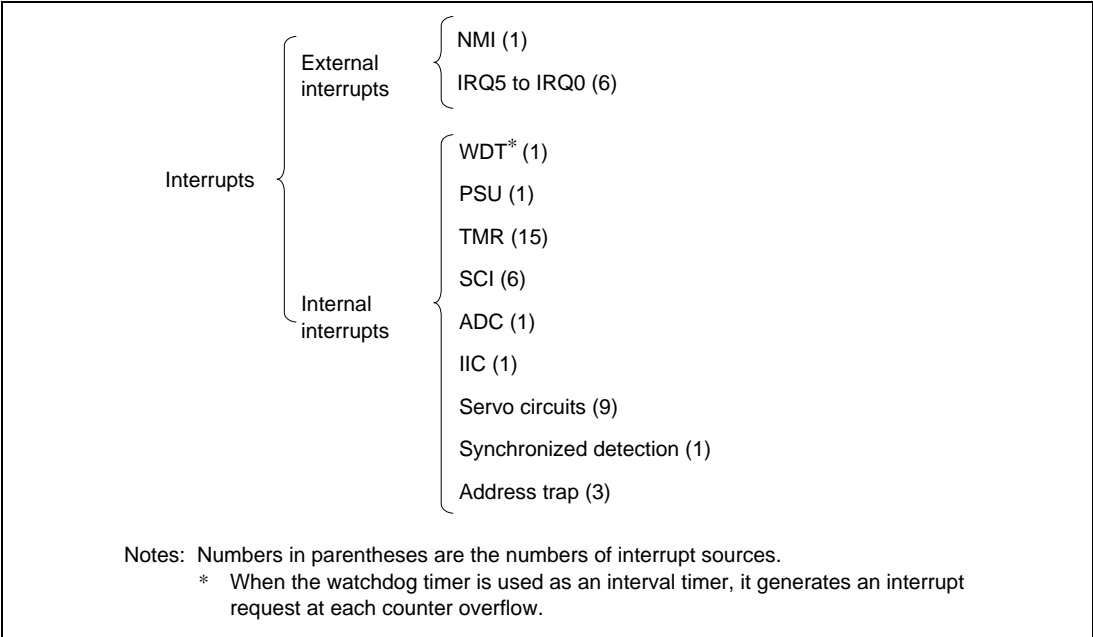 External
interrupts
NMI (1)
IRQ5 to IRQ0 (6)
Interrupts
Internal
interrupts
WDT* (1)
PSU (1)
TMR (15)
SCI (6)
ADC (1)
IIC (1)
Servo circuits (9)
Synchronized detection (1)
Address trap (3)
Notes: Numbers in parentheses are the numbers of interrupt sources.
* When the watchdog timer is used as an interval timer, it generates an interrupt
request at each counter overflow.